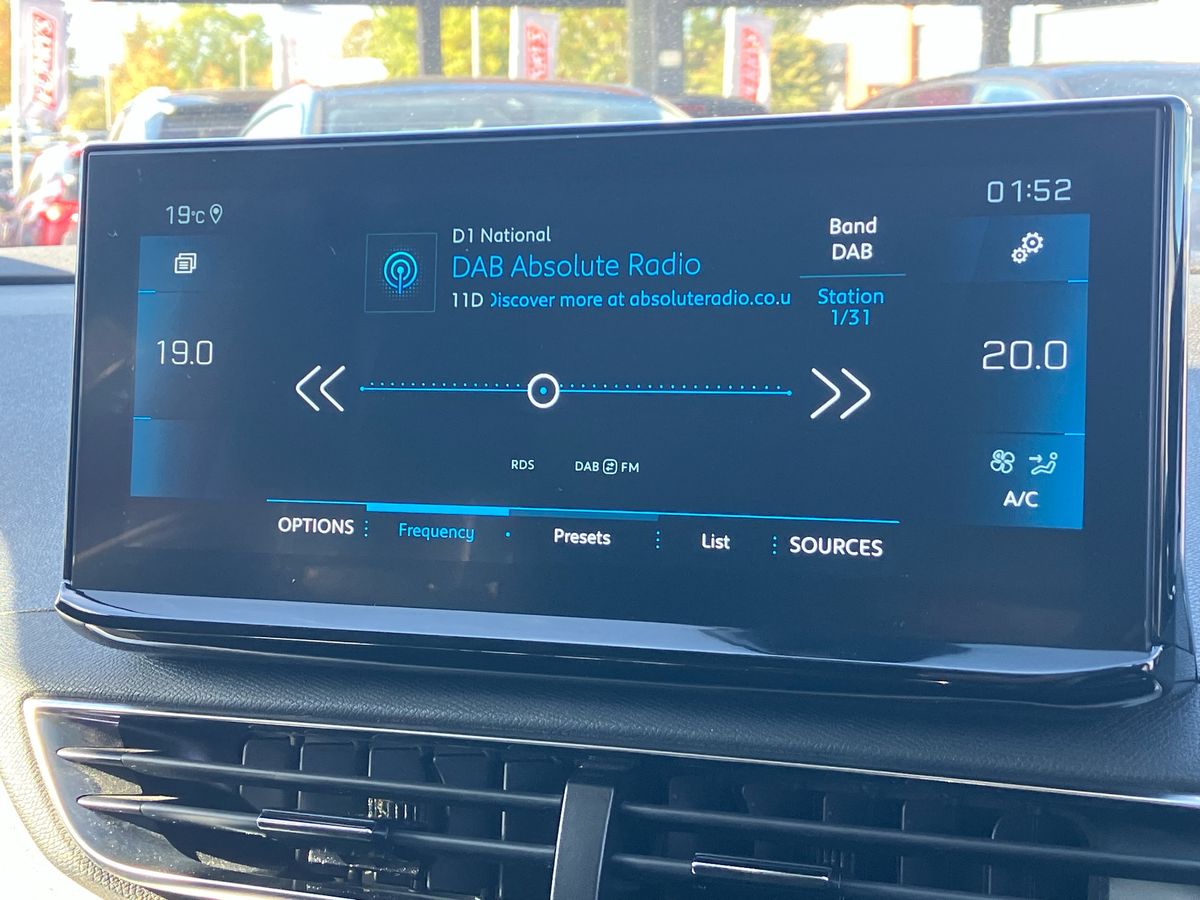 19°C
01:52
D1 National
DAB Absolute Radio
11D Discover more at absoluteradio.co.u
Band
DAB
Station
1/31
19.0
20.0
RDS
DAB FM
A/C
OPTIONS
Frequency
Presets
List
SOURCES